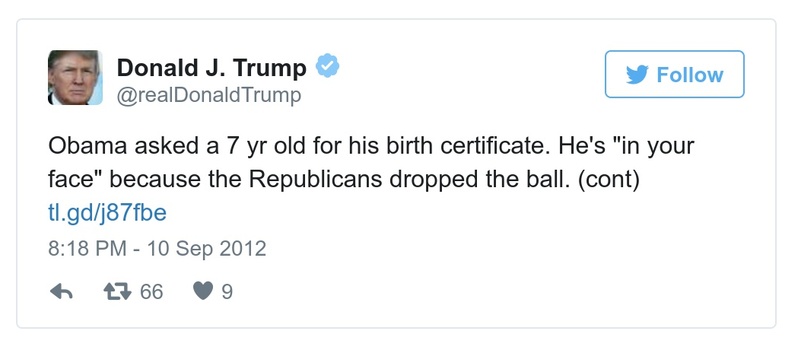 Donald J. Trump
@realDonaldTrump
Follow
Obama asked a 7 yr old for his birth certificate. He's "in your
face" because the Republicans dropped the ball. (cont)
tl.gd/j87fbe
8:18 PM - 10 Sep 2012
66 9